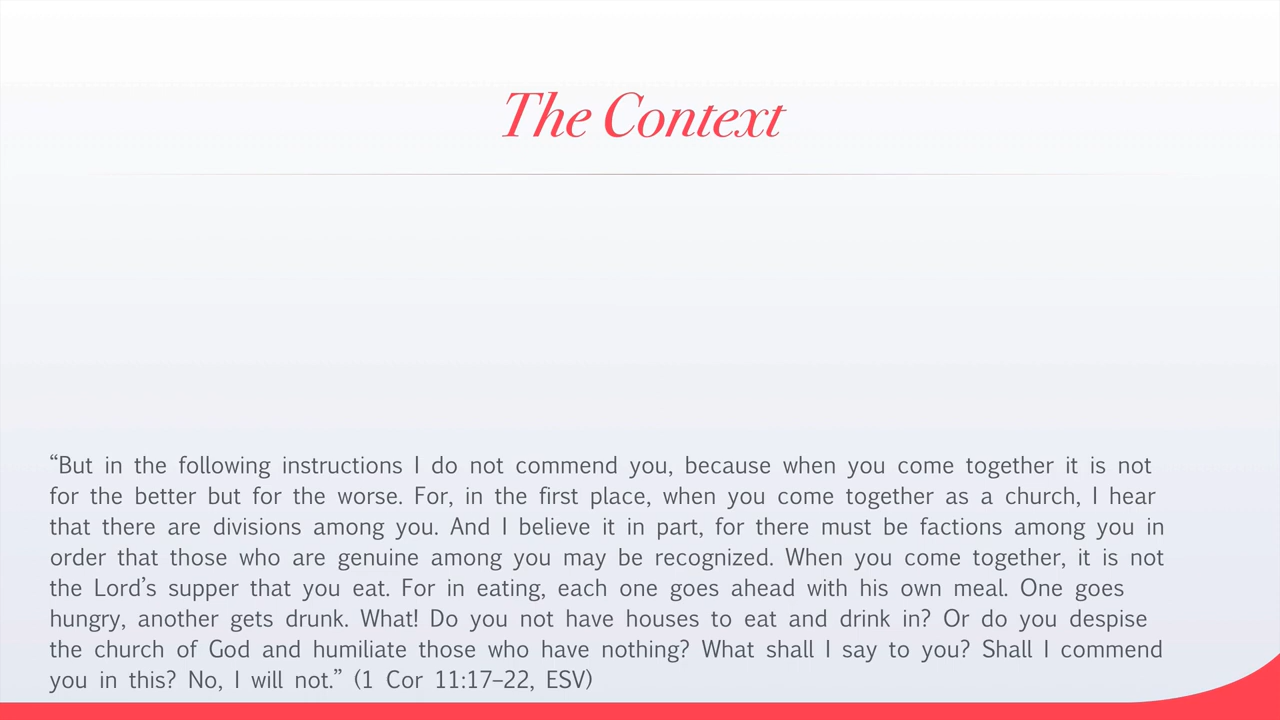 The Context
“But in the following instructions I do not commend you, because when you come together it is not
for the better but for the worse. For, in the first place, when you come together as a church, I hear
that there are divisions among you. And I believe it in part, for there must be factions among you in
order that those who are genuine among you may be recognized. When you come together, it is not
the Lord’s supper that you eat. For in eating, each one goes ahead with his own meal. One goes
hungry, another gets drunk. What! Do you not have houses to eat and drink in? Or do you despise
the church of God and humiliate those who have nothing? What shall I say to you? Shall I commend
you in this? No, I will not.” (1 Cor 11:17–22, ESV)